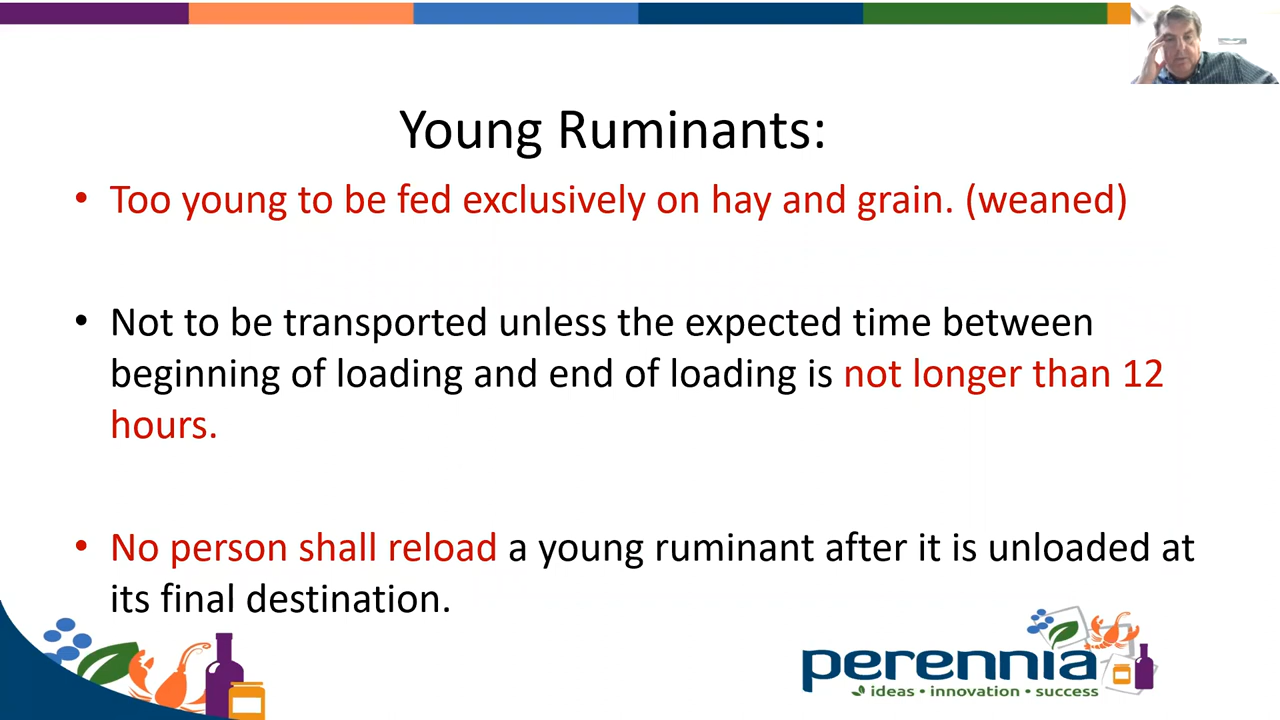 Young Ruminants:
• Too young to be fed exclusively on hay and grain. (weaned)
• Not to be transported unless the expected time between
beginning of loading and end of loading is not longer than 12
hours.
• No person shall reload a young ruminant after it is unloaded at
its final destination.
perennia
ideas • innovation • success